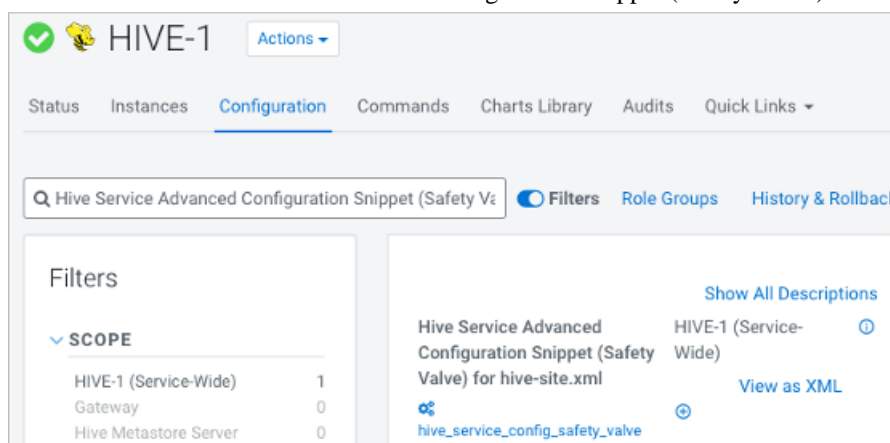 HIVE-1 Actions
Status Instances Configuration Commands Charts Library Audits Quick Links
Hive Service Advanced Configuration Snippet (Safety Va Filters Role Groups History & Rollbac
Filters
SCOPE
HIVE-1 (Service-Wide) 1
Gateway 0
Hive Metastore Server 0
Show All Descriptions
Hive Service Advanced
Configuration Snippet (Safety
Valve) for hive-site.xml
hive_service_config_safety_valve
HIVE-1 (Service-
Wide)
View as XML